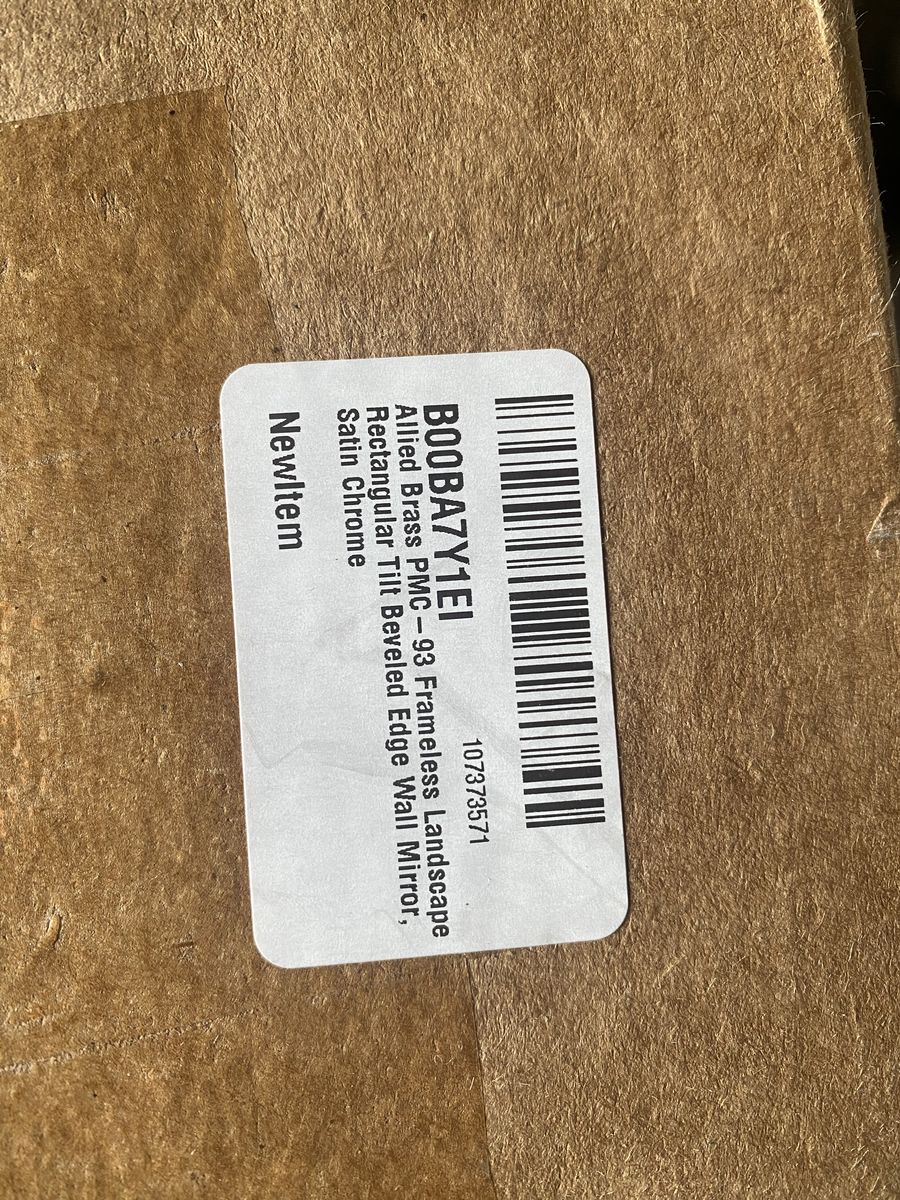 B00BA7Y1EI
107373571
Allied Brass PMC-93 Frameless Landscape
Rectangular Tilt Beveled Edge Wall Mirror,
Satin Chrome
NewItem